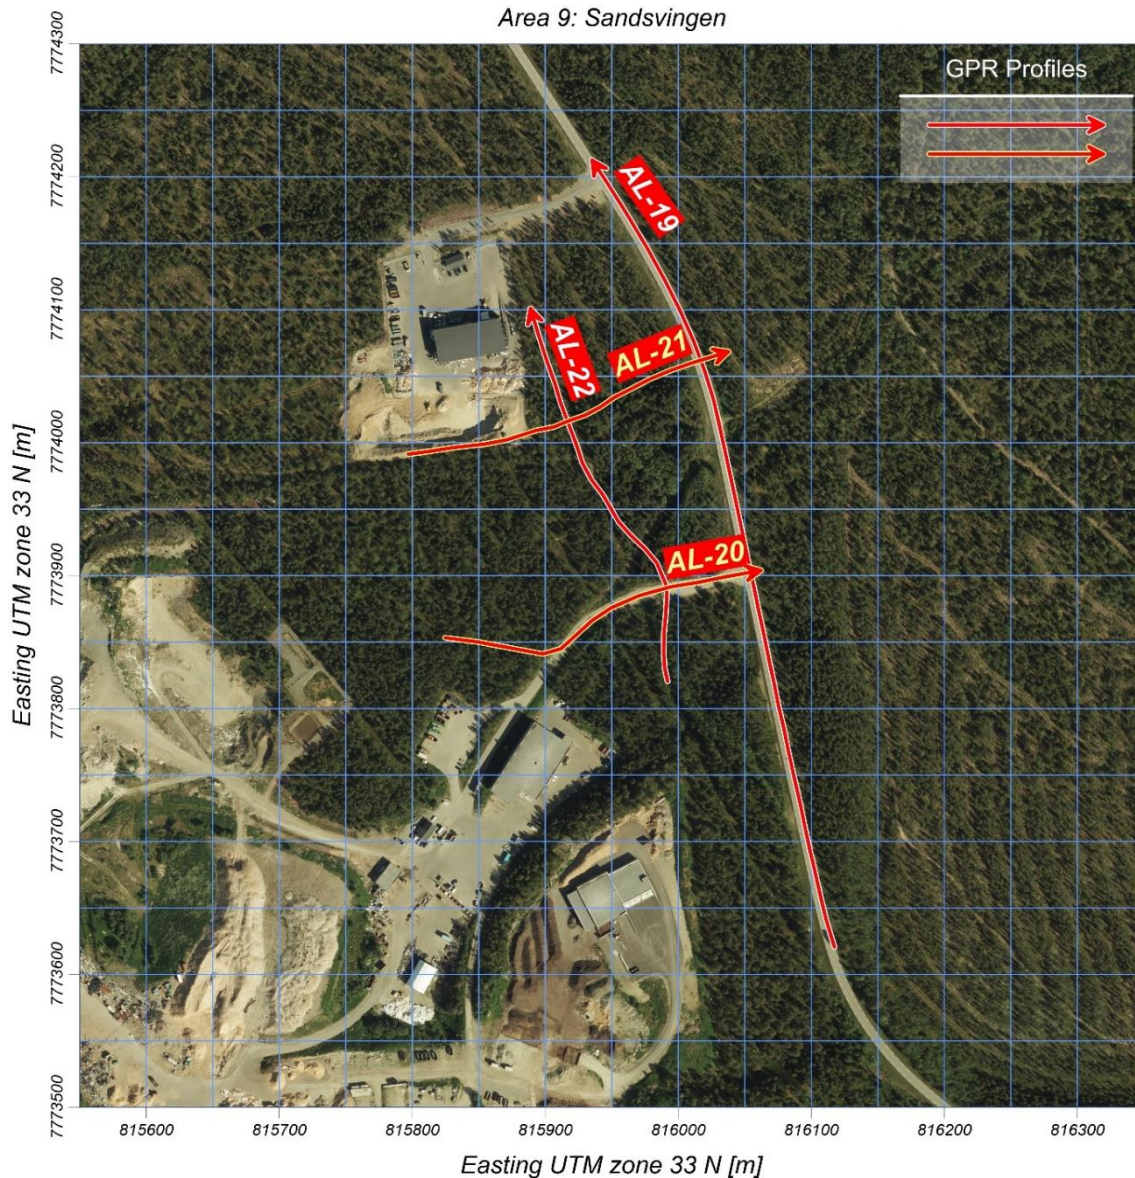 Area 9: Sandsvingen
GPR Profiles
AL-19
AL-21
AL-22
AL-20
7774300
7774200
7774100
7774000
7773900
7773800
7773700
7773600
7773500
Easting UTM zone 33 N [m]
815600
815700
815800
815900
816000
816100
816200
816300
Easting UTM zone 33 N [m]